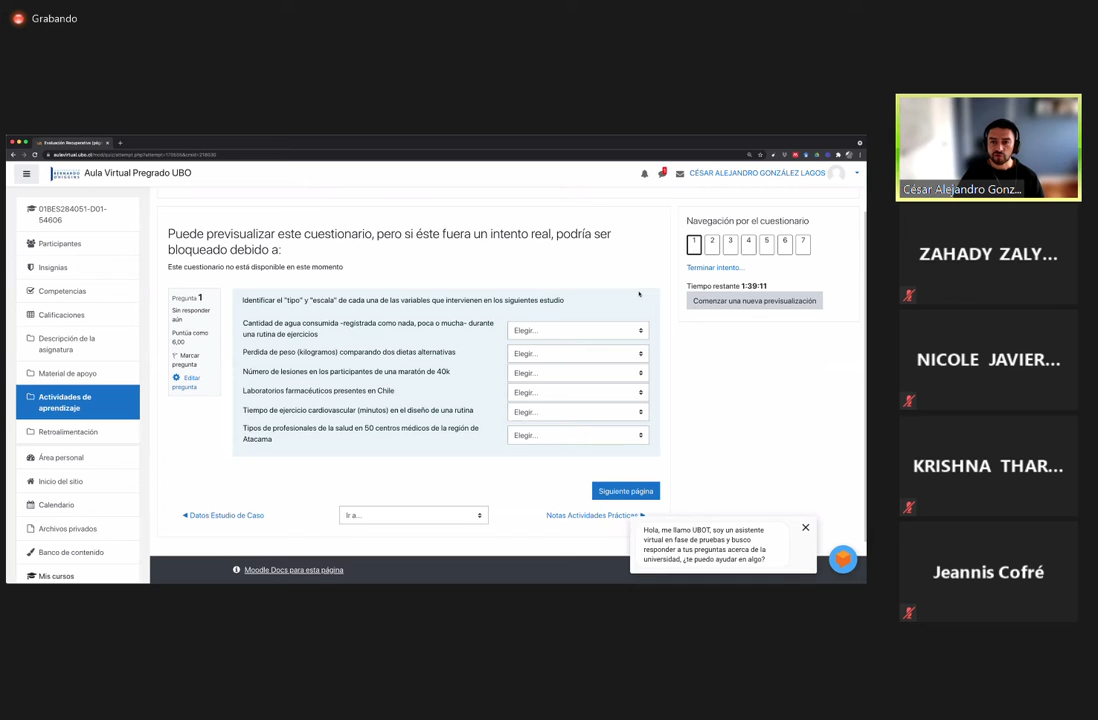 Grabando
Evaluación Recuperativa (pág
Aula Virtual Pregrado UBO
CÉSAR ALEJANDRO GONZÁLEZ LAGOS
01BES284051-D01-
54606
Participantes
Insignias
Competencias
Calificaciones
Descripción de la
asignatura
Material de apoyo
Actividades de
aprendizaje
Retroalimentación
Área personal
Inicio del sitio
Calendario
Archivos privados
Banco de contenido
Mis cursos
Puede previsualizar este cuestionario, pero si éste fuera un intento real, podría ser
bloqueado debido a:
Este cuestionario no está disponible en este momento
Pregunta 1
Sin responder
aún
Puntúa como
6,00
Marcar
pregunta
Editar
pregunta
Identificar el "tipo" y "escala" de cada una de las variables que intervienen en los siguientes estudio
Cantidad de agua consumida -registrada como nada, poca o mucha- durante
una rutina de ejercicios
Elegir...
Perdida de peso (kilogramos) comparando dos dietas alternativas
Elegir...
Número de lesiones en los participantes de una maratón de 40k
Elegir...
Laboratorios farmacéuticos presentes en Chile
Elegir...
Tiempo de ejercicio cardiovascular (minutos) en el diseño de una rutina
Elegir...
Tipos de profesionales de la salud en 50 centros médicos de la región de
Atacama
Elegir...
Siguiente página
◀ Datos Estudio de Caso
Ir a...
Notas Actividades Prácticas ▶
Moodle Docs para esta página
Navegación por el cuestionario
1 2 3 4 5 6 7
Terminar intento...
Tiempo restante 1:39:11
Comenzar una nueva previsualización
Hola, me llamo UBOT, soy un asistente
virtual en fase de pruebas y busco
responder a tus preguntas acerca de la
universidad, ¿te puedo ayudar en algo?
César Alejandro Gonz...
ZAHADY ZALY...
NICOLE JAVIER...
KRISHNA THAR...
Jeannis Cofré